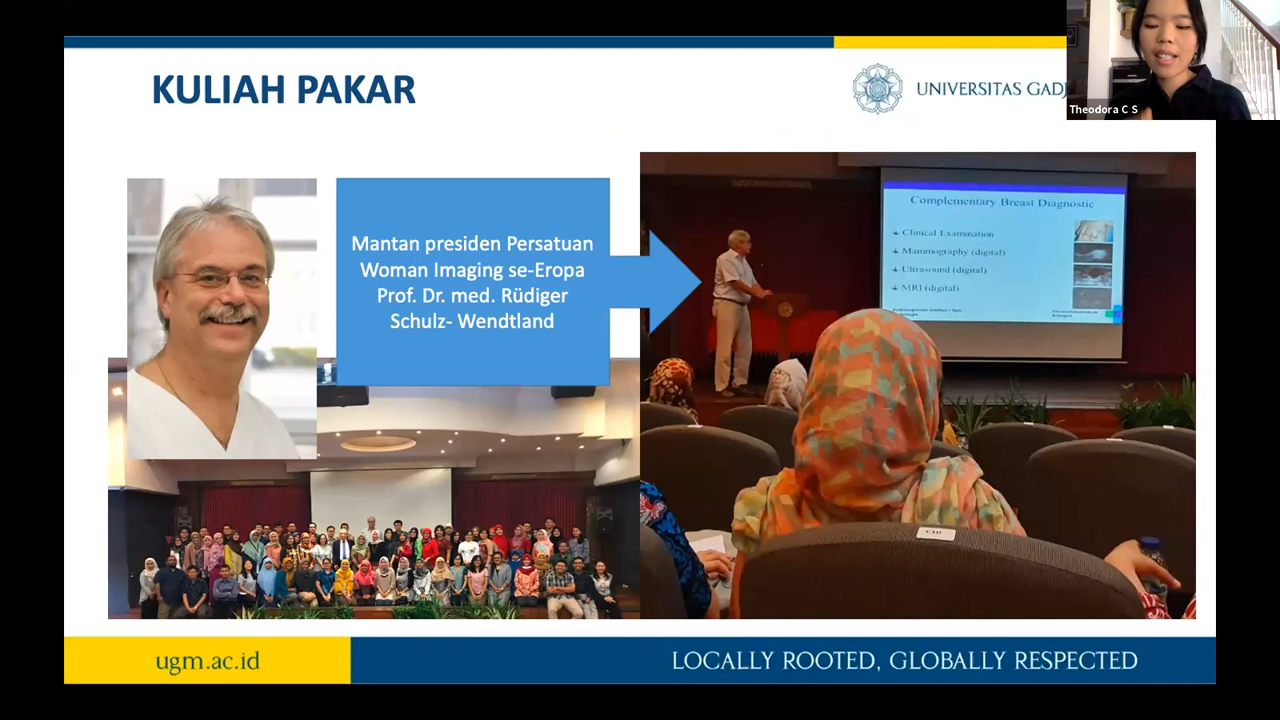 KULIAH PAKAR
UNIVERSITAS GADJ
Theodora C S
Mantan presiden Persatuan
Woman Imaging se-Eropa
Prof. Dr. med. Rüdiger
Schulz- Wendtland
Complementary Breast Diagnostic
Clinical Examination
Mammography (digital)
Ultrasound (digital)
MRI (digital)
ugm.ac.id
LOCALLY ROOTED, GLOBALLY RESPECTED